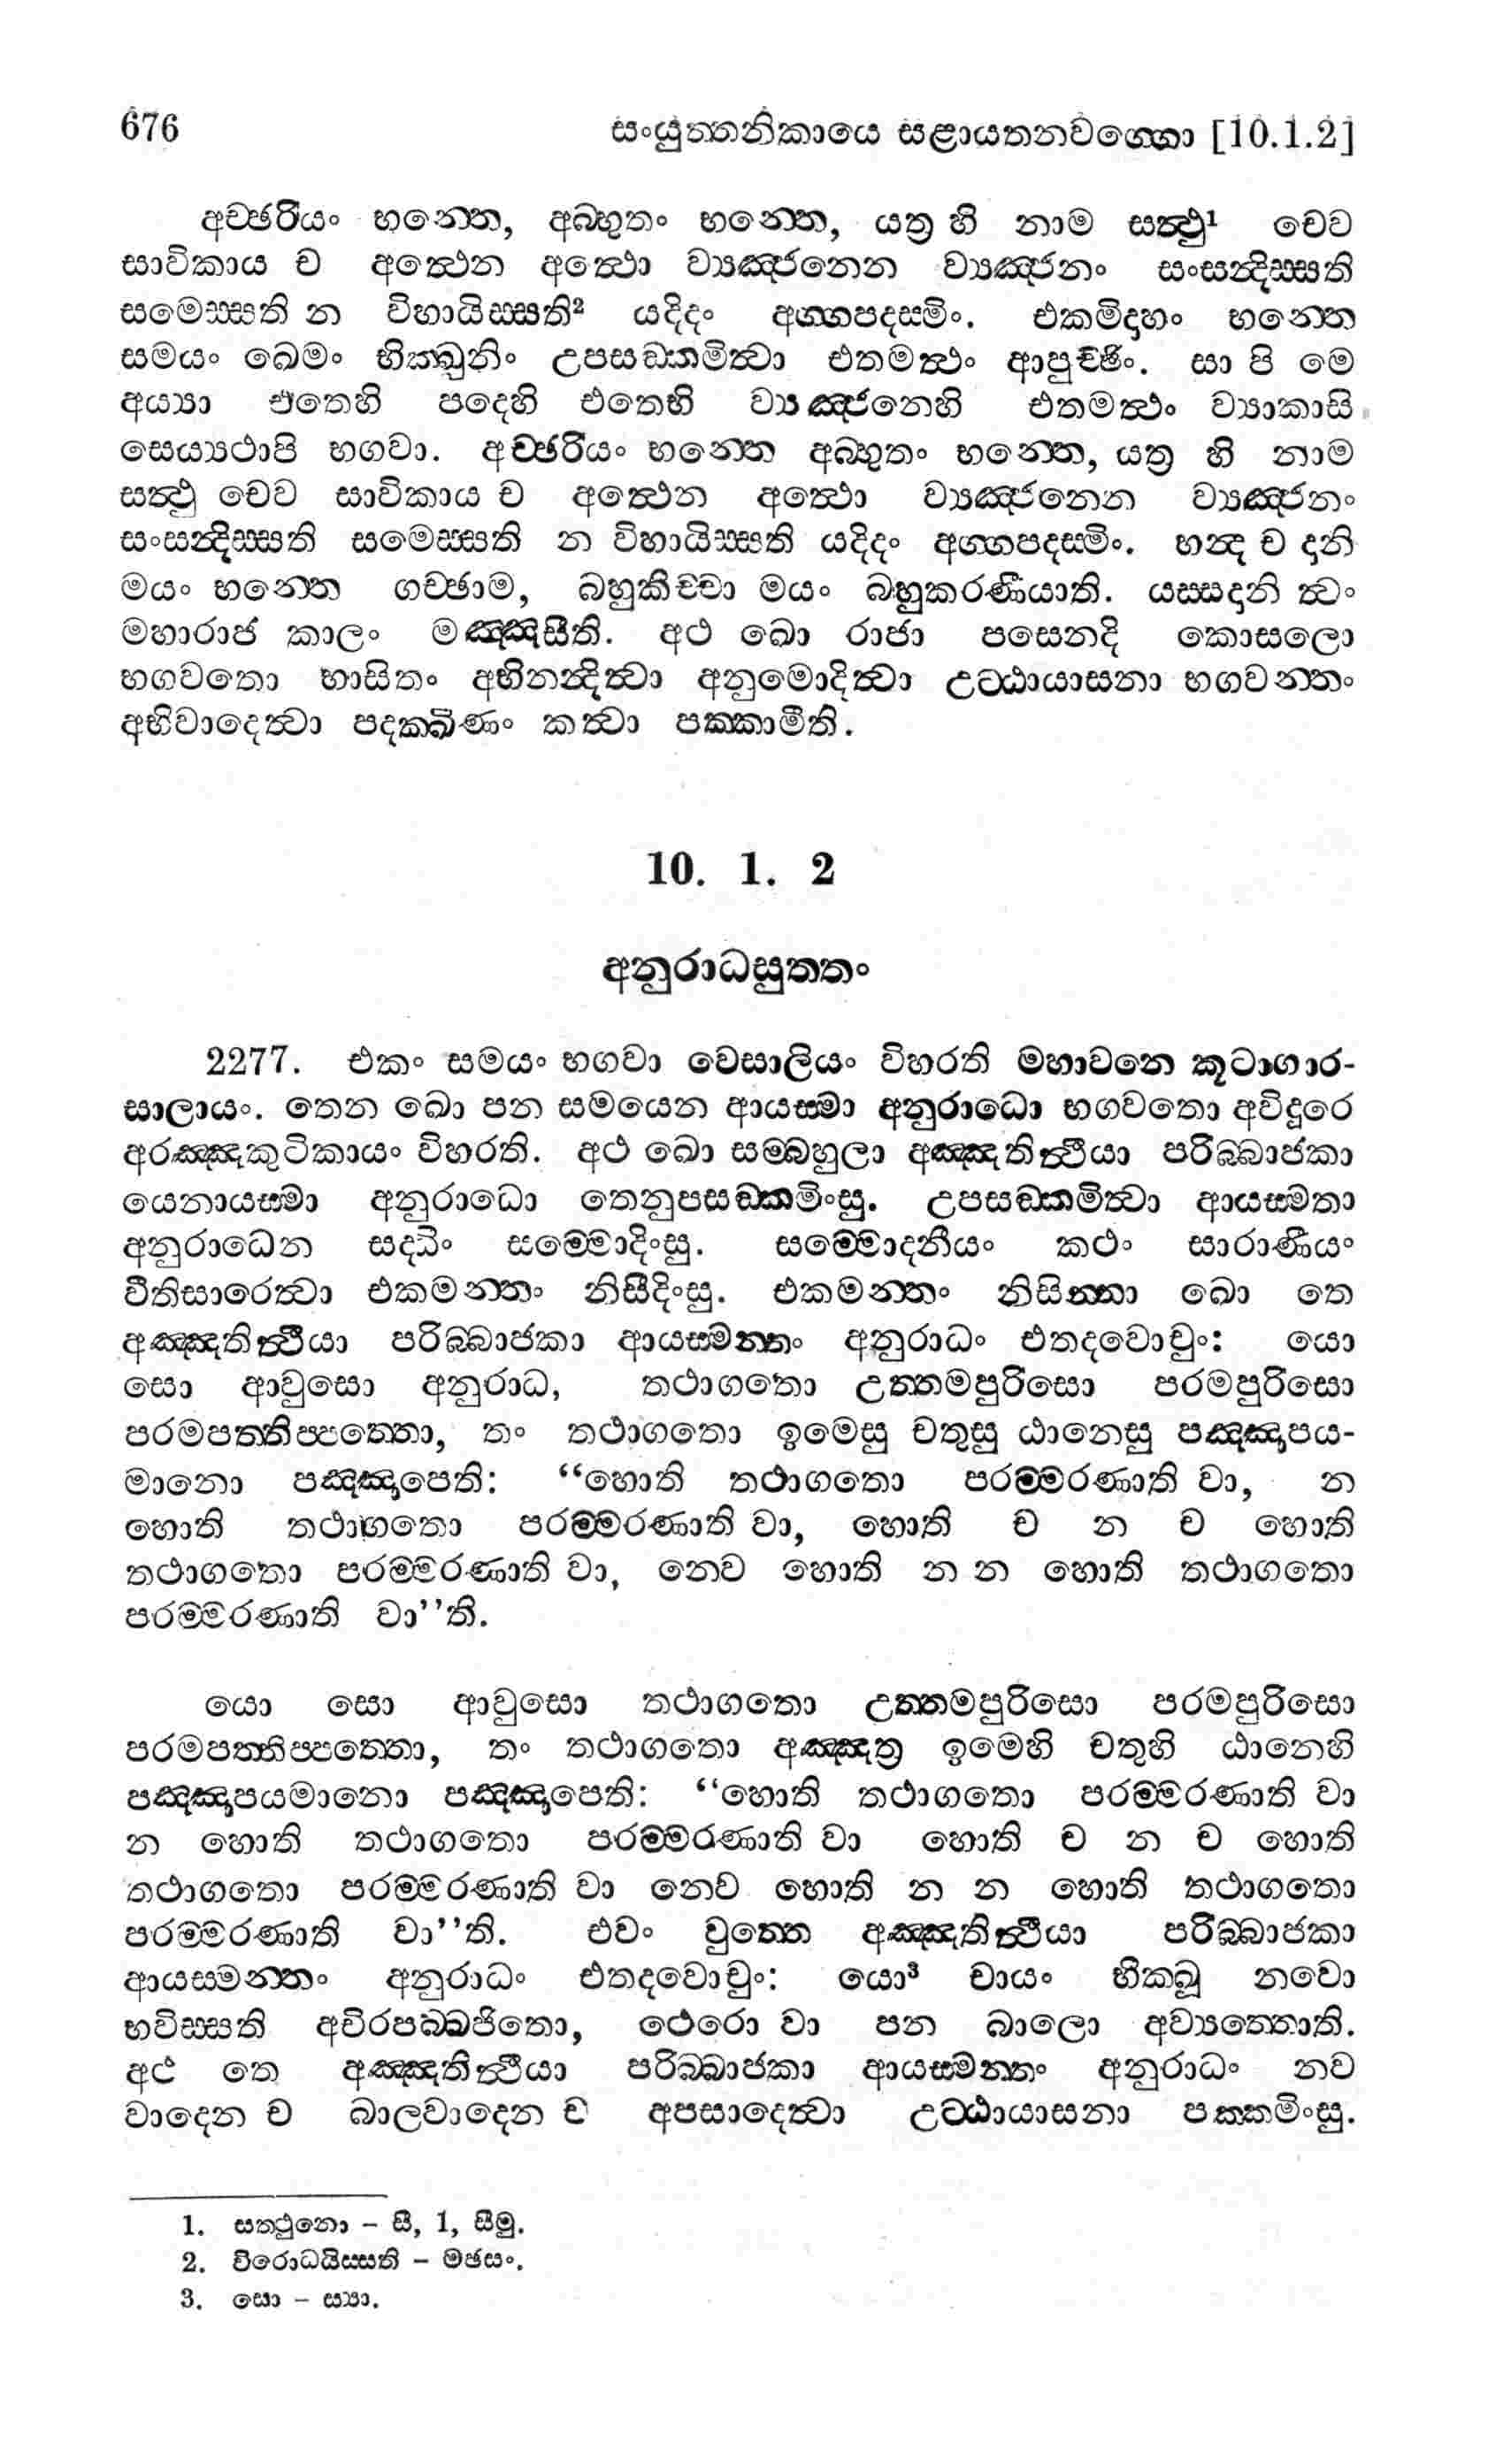 676 සංයුත්තනිකායෙ සළායතනවග්ගො [10.1.2]
අච්ඡරියං භන්තෙ, අබ්භුතං භන්තෙ, යත්‍ර හි නාම සත්‍ථු¹ චෙව
සාවිකාය ච අත්‍ථෙන අත්‍ථො ව්‍යඤ්ජනෙන ව්‍යඤ්ජනං සංසන්‍දිස්සති
සමෙස්සති න විහායිස්සති² යදිදං අග්ගපදස්මිං. එකමිදාහං භන්තෙ
සමයං ඛෙමං භික්ඛුනිං උපසඞ්කමිත්‍වා එතමත්‍ථං ආපුච්ඡිං. සා පි මෙ
අය්‍යා එතෙහි පදෙහි එතෙහි ව්‍යඤ්ජනෙහි එතමත්‍ථං ව්‍යාකාසි
සෙය්‍යථාපි භගවා. අච්ඡරියං භන්තෙ අබ්භුතං භන්තෙ, යත්‍ර හි නාම
සත්‍ථු චෙව සාවිකාය ච අත්‍ථෙන අත්‍ථො ව්‍යඤ්ජනෙන ව්‍යඤ්ජනං
සංසන්‍දිස්සති සමෙස්සති න විහායිස්සති යදිදං අග්ගපදස්මිං. හන්‍ද ච දානි
මයං භන්තෙ ගච්ඡාම, බහුකිච්චා මයං බහුකරණීයාති. යස්සදානි ත්‍වං
මහාරාජ කාලං මඤ්ඤසීති. අථ ඛො රාජා පසෙනදි කොසලො
භගවතො භාසිතං අභිනන්‍දිත්‍වා අනුමොදිත්‍වා උට්ඨායාසනා භගවන්තං
අභිවාදෙත්‍වා පදක්ඛිණං කත්‍වා පක්කාමීති.
10. 1. 2
අනුරාධසුත්තං
2277. එකං සමයං භගවා වෙසාලියං විහරති මහාවනෙ කූටාගාර-
සාලායං. තෙන ඛො පන සමයෙන ආයස්මා අනුරාධො භගවතො අවිදූරෙ
අරඤ්ඤකුටිකායං විහරති. අථ ඛො සම්බහුලා අඤ්ඤතිත්‍ථියා පරිබ්බාජකා
යෙනායස්මා අනුරාධො තෙනුපසඞ්කමිංසු. උපසඞ්කමිත්‍වා ආයස්මතා
අනුරාධෙන සද්ධිං සම්මොදිංසු. සම්මොදනීයං කථං සාරාණීයං
වීතිසාරෙත්‍වා එකමන්තං නිසීදිංසු. එකමන්තං නිසින්නා ඛො තෙ
අඤ්ඤතිත්‍ථියා පරිබ්බාජකා ආයස්මන්තං අනුරාධං එතදවොචුං: යො
සො ආවුසො අනුරාධ, තථාගතො උත්තමපුරිසො පරමපුරිසො
පරමපත්තිප්පත්තො, තං තථාගතො ඉමෙසු චතුසු ඨානෙසු පඤ්ඤාපය-
මානො පඤ්ඤාපෙති: “හොති තථාගතො පරම්මරණාති වා, න
හොති තථාගතො පරම්මරණාති වා, හොති ච න ච හොති
තථාගතො පරම්මරණාති වා, නෙව හොති න න හොති තථාගතො
පරම්මරණාති වා’’ති.
යො සො ආවුසො තථාගතො උත්තමපුරිසො පරමපුරිසො
පරමපත්තිප්පත්තො, තං තථාගතො අඤ්ඤත්‍ර ඉමෙහි චතුහි ඨානෙහි
පඤ්ඤාපයමානො පඤ්ඤාපෙති: “හොති තථාගතො පරම්මරණාති වා
න හොති තථාගතො පරම්මරණාති වා හොති ච න ච හොති
තථාගතො පරම්මරණාති වා නෙව හොති න න හොති තථාගතො
පරම්මරණාති වා’’ති. එවං වුත්තෙ අඤ්ඤතිත්‍ථියා පරිබ්බාජකා
ආයස්මන්තං අනුරාධං එතදවොචුං: යො³ චායං භික්ඛු නවො
භවිස්සති අචිරපබ්බජිතො, ථෙරො වා පන බාලො අව්‍යත්තොති.
අථ තෙ අඤ්ඤතිත්‍ථියා පරිබ්බාජකා ආයස්මන්තං අනුරාධං නව
වාදෙන ච බාලවාදෙන ච අපසාදෙත්‍වා උට්ඨායාසනා පක්කමිංසු.
1. සත්‍ථුනො – සී, 1, සීමු.
2. විරොධයිස්සති – මඡසං.
3. සො – ස්‍යා.